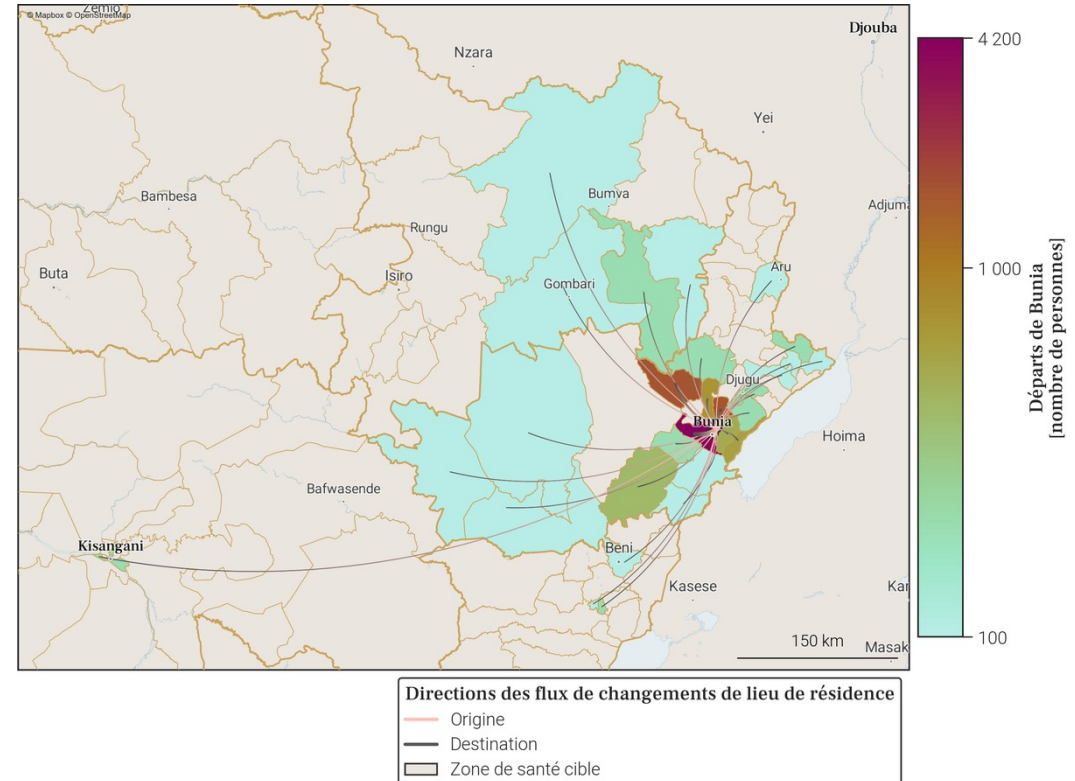 Zémio
© Mapbox © OpenStreetMap
Djouba
Nzara
Yei
Bambesa
Bumva
Adjuma
Rungu
Buta
Isiro
Gombari
Aru
Djugu
Bunia
Hoima
Bafwasende
Kisangani
Beni
Kasese
Kar
150 km
Masak
4 200
1 000
100
Départs de Bunia
[nombre de personnes]
Directions des flux de changements de lieu de résidence
Origine
Destination
Zone de santé cible